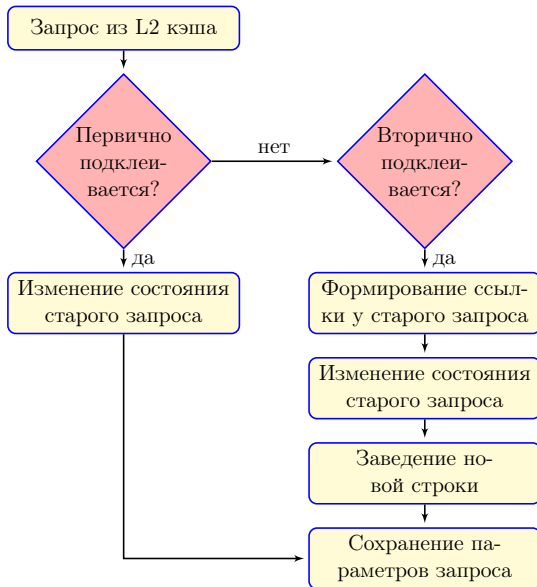 Запрос из L2 кэша
Первично
подклеи-
вается?
нет
Вторично
подклеи-
вается?
да
да
Изменение состояния
старого запроса
Формирование ссыл-
ки у старого запроса
Изменение состояния
старого запроса
Заведение но-
вой строки
Сохранение па-
раметров запроса